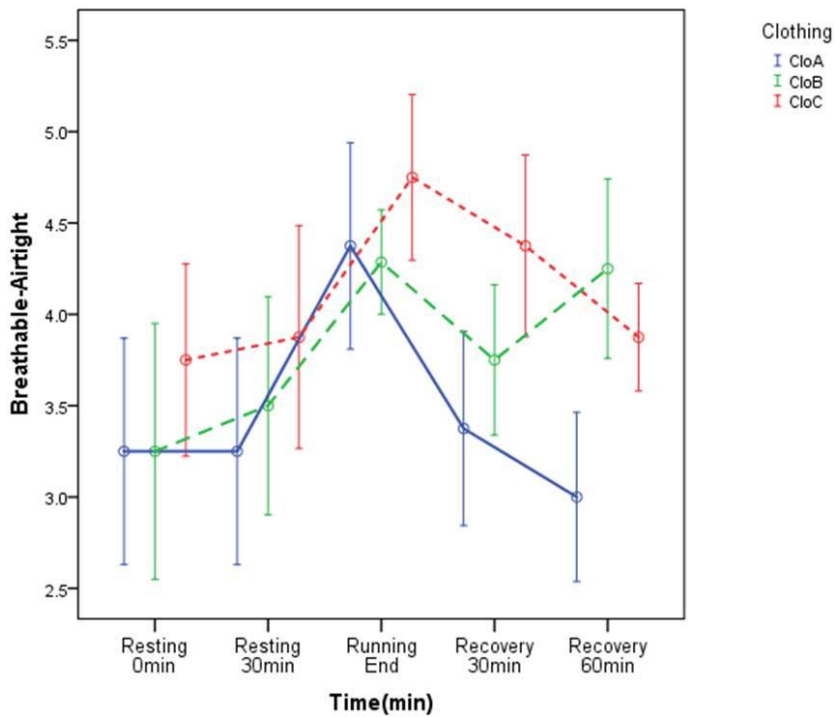 Clothing
CloA
CloB
CloC
Breathable-Airtight
5.5
5.0
4.5
4.0
3.5
3.0
2.5
Resting
0min
Resting
30min
Running
End
Recovery
30min
Recovery
60min
Time(min)